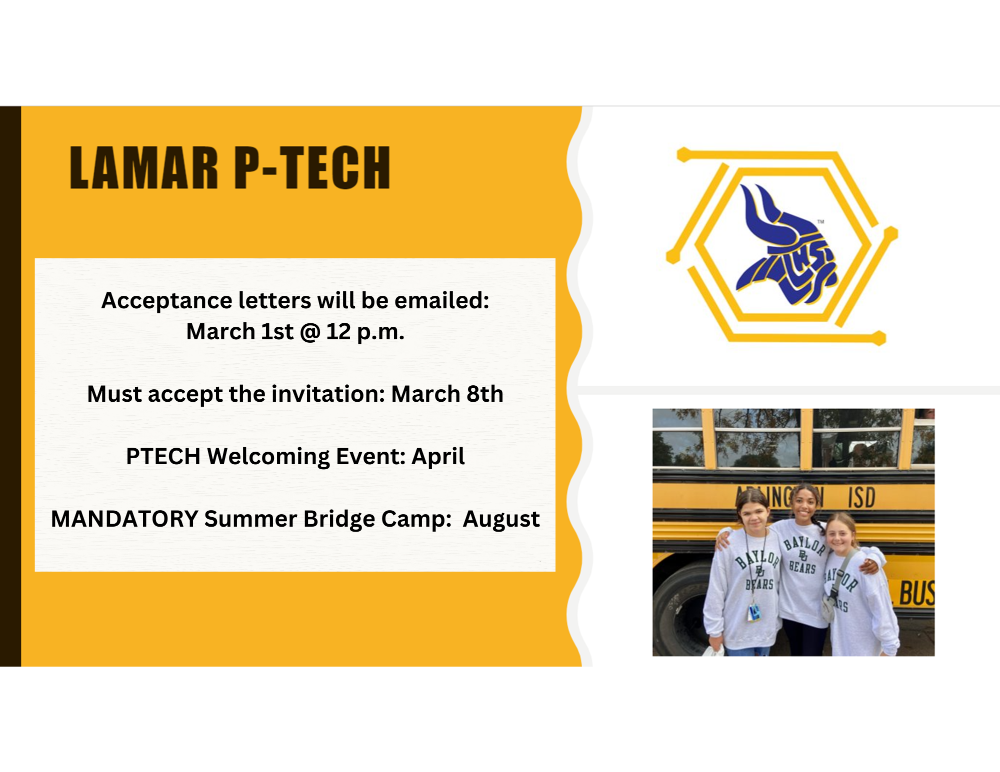 LAMAR P-TECH
Acceptance letters will be emailed:
March 1st @ 12 p.m.
Must accept the invitation: March 8th
PTECH Welcoming Event: April
MANDATORY Summer Bridge Camp:  August
TM
LHS
ISD
BAYLOR
BU
BEARS
BAYLOR
BU
BEARS
BUS